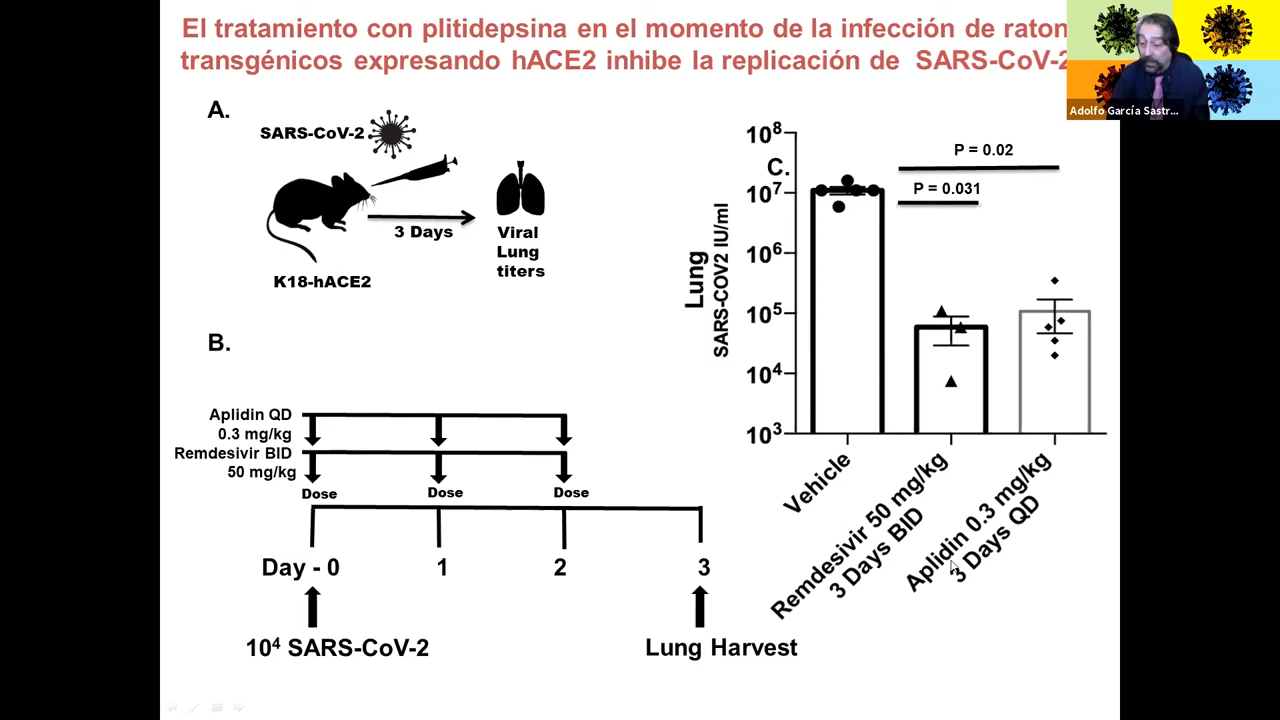 El tratamiento con plitidepsina en el momento de la infección de raton
transgénicos expresando hACE2 inhibe la replicación de SARS-CoV-2
Adolfo García Sastr...
A.
SARS-CoV-2
3 Days
Viral
Lung
titers
K18-hACE2
B.
Aplidin QD
0.3 mg/kg
Remdesivir BID
50 mg/kg
Dose
Dose
Dose
Day - 0
1
2
3
10⁴ SARS-CoV-2
Lung Harvest
C.
P = 0.02
P = 0.031
Lung
SARS-COV2 IU/ml
10⁸
10⁷
10⁶
10⁵
10⁴
10³
Vehicle
Remdesivir 50 mg/kg
3 Days BID
Aplidin 0.3 mg/kg
3 Days QD